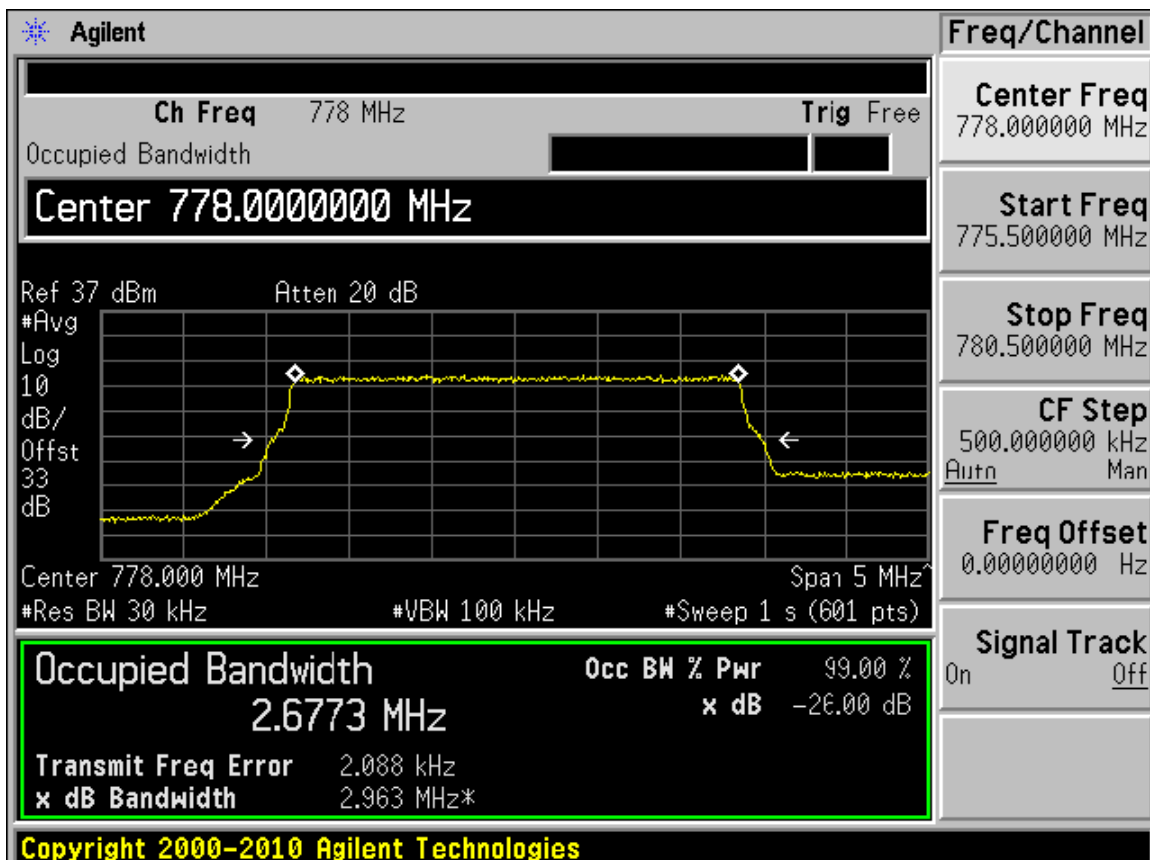 Agilent
Freq/Channel
Ch Freq 778 MHz Trig Free
Occupied Bandwidth
Center 778.0000000 MHz
Ref 37 dBm Atten 20 dB
#Avg
Log
10
dB/
Offst
33
dB
Center 778.000 MHz Span 5 MHz^
#Res BW 30 kHz #VBW 100 kHz #Sweep 1 s (601 pts)
Occupied Bandwidth
2.6773 MHz
Occ BW % Pwr 99.00 %
x dB -26.00 dB
Transmit Freq Error 2.088 kHz
x dB Bandwidth 2.963 MHz*
Copyright 2000-2010 Agilent Technologies
Center Freq
778.000000 MHz
Start Freq
775.500000 MHz
Stop Freq
780.500000 MHz
CF Step
500.000000 kHz
Auto Man
Freq Offset
0.00000000 Hz
Signal Track
On Off